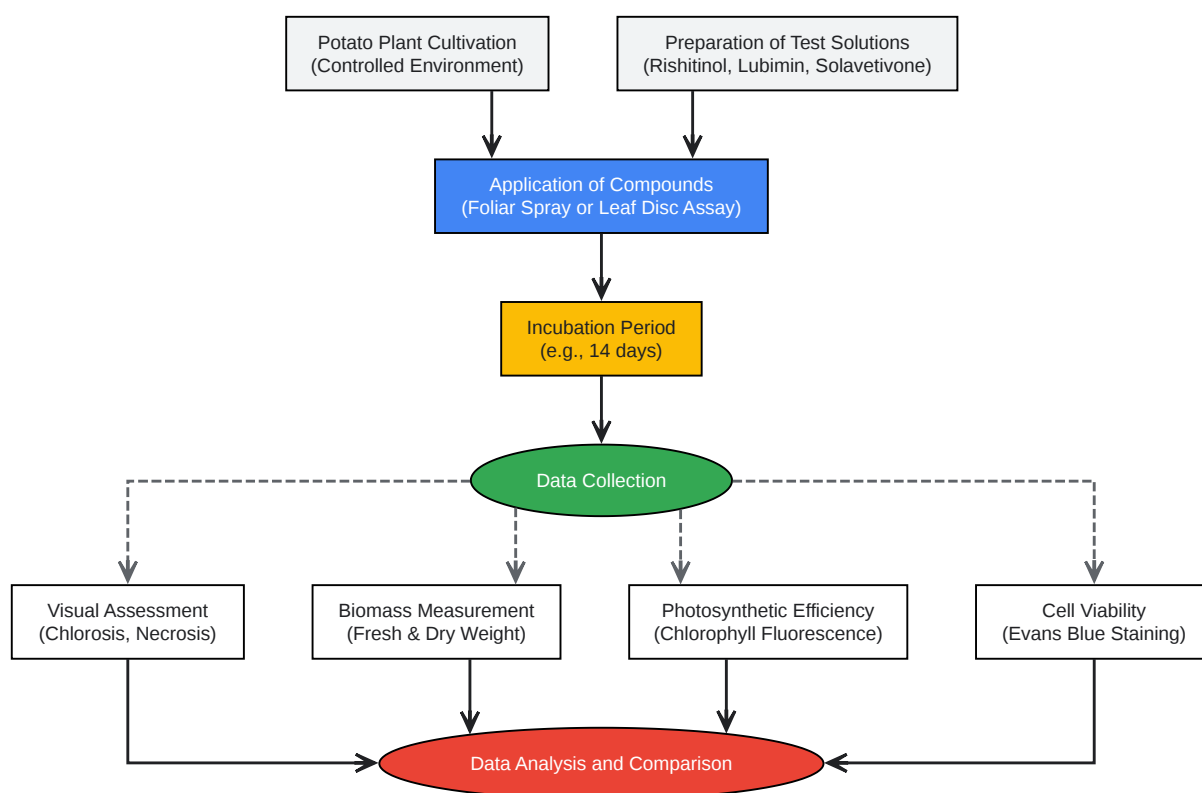 Potato Plant Cultivation
(Controlled Environment)
Preparation of Test Solutions
(Rishitinol, Lubimin, Solavetivone)
Application of Compounds
(Foliar Spray or Leaf Disc Assay)
Incubation Period
(e.g., 14 days)
Data Collection
Visual Assessment
(Chlorosis, Necrosis)
Biomass Measurement
(Fresh & Dry Weight)
Photosynthetic Efficiency
(Chlorophyll Fluorescence)
Cell Viability
(Evans Blue Staining)
Data Analysis and Comparison